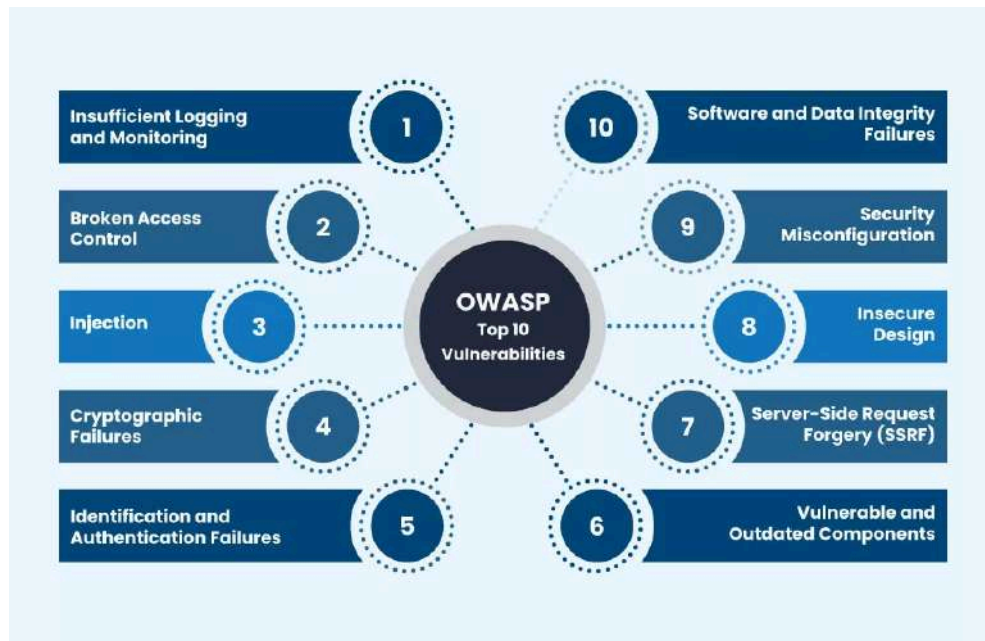 Insufficient Logging
and Monitoring
1
Broken Access
Control
2
Injection
3
Cryptographic
Failures
4
Identification and
Authentication Failures
5
OWASP
Top 10
Vulnerabilities
10
Software and Data Integrity
Failures
9
Security
Misconfiguration
8
Insecure
Design
7
Server-Side Request
Forgery (SSRF)
6
Vulnerable and
Outdated Components